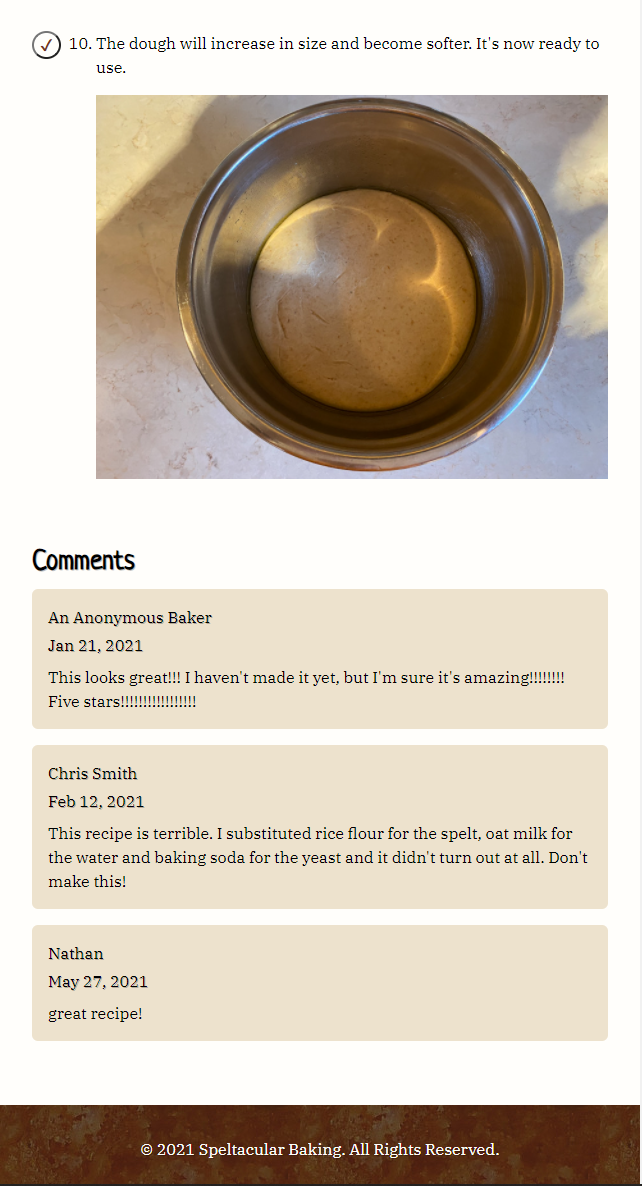 10. The dough will increase in size and become softer. It's now ready to
use.
Comments
An Anonymous Baker
Jan 21, 2021
This looks great!!! I haven't made it yet, but I'm sure it's amazing!!!!!!!!
Five stars!!!!!!!!!!!!!!!!!
Chris Smith
Feb 12, 2021
This recipe is terrible. I substituted rice flour for the spelt, oat milk for
the water and baking soda for the yeast and it didn't turn out at all. Don't
make this!
Nathan
May 27, 2021
great recipe!
© 2021 Speltacular Baking. All Rights Reserved.